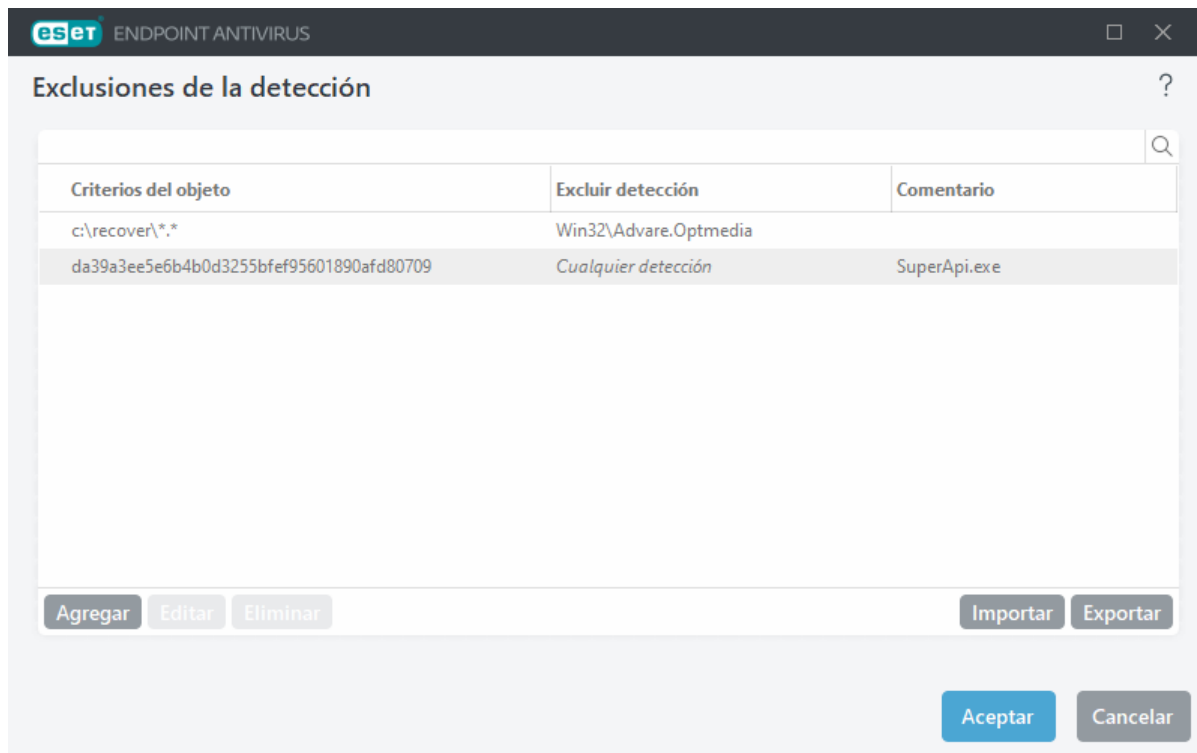 eset ENDPOINT ANTIVIRUS
Exclusiones de la detección ?
Criterios del objeto Excluir detección Comentario
c:\recover\*.* Win32\Advare.Optmedia
da39a3ee5e6b4b0d3255bfef95601890afd80709 Cualquier detección SuperApi.exe
Agregar Editar Eliminar Importar Exportar
Aceptar Cancelar